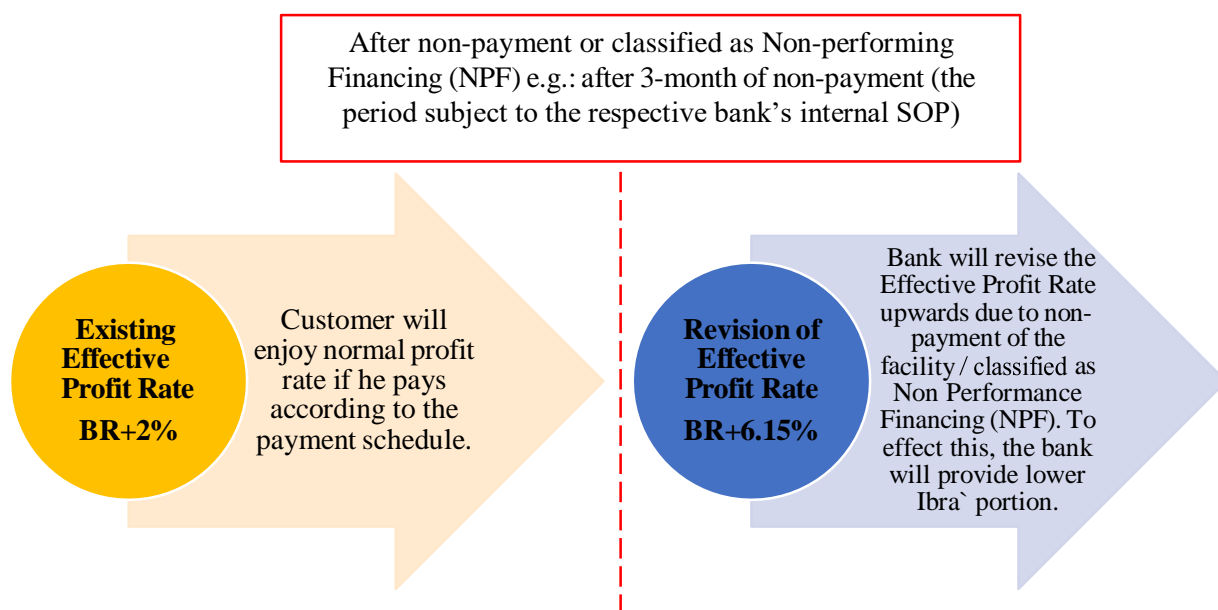 After non-payment or classified as Non-performing
Financing (NPF) e.g.: after 3-month of non-payment (the
period subject to the respective bank's internal SOP)
Existing
Effective
Profit Rate
BR+2%
Customer will
enjoy normal profit
rate if he pays
according to the
payment schedule.
Revision of
Effective
Profit Rate
BR+6.15%
Bank will revise the
Effective Profit Rate
upwards due to non-
payment of the
facility / classified as
Non Performance
Financing (NPF). To
effect this, the bank
will provide lower
Ibra` portion.